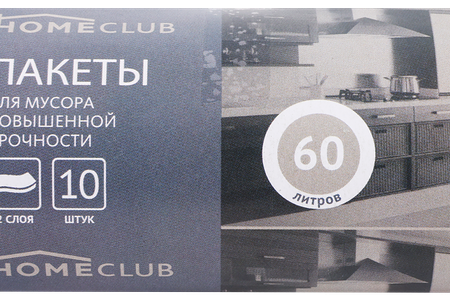 HOMECLUB
ПАКЕТЫ
ДЛЯ МУСОРА
ПОВЫШЕННОЙ
ПРОЧНОСТИ
2 СЛОЯ
10
ШТУК
60
литров
HOMECLUB